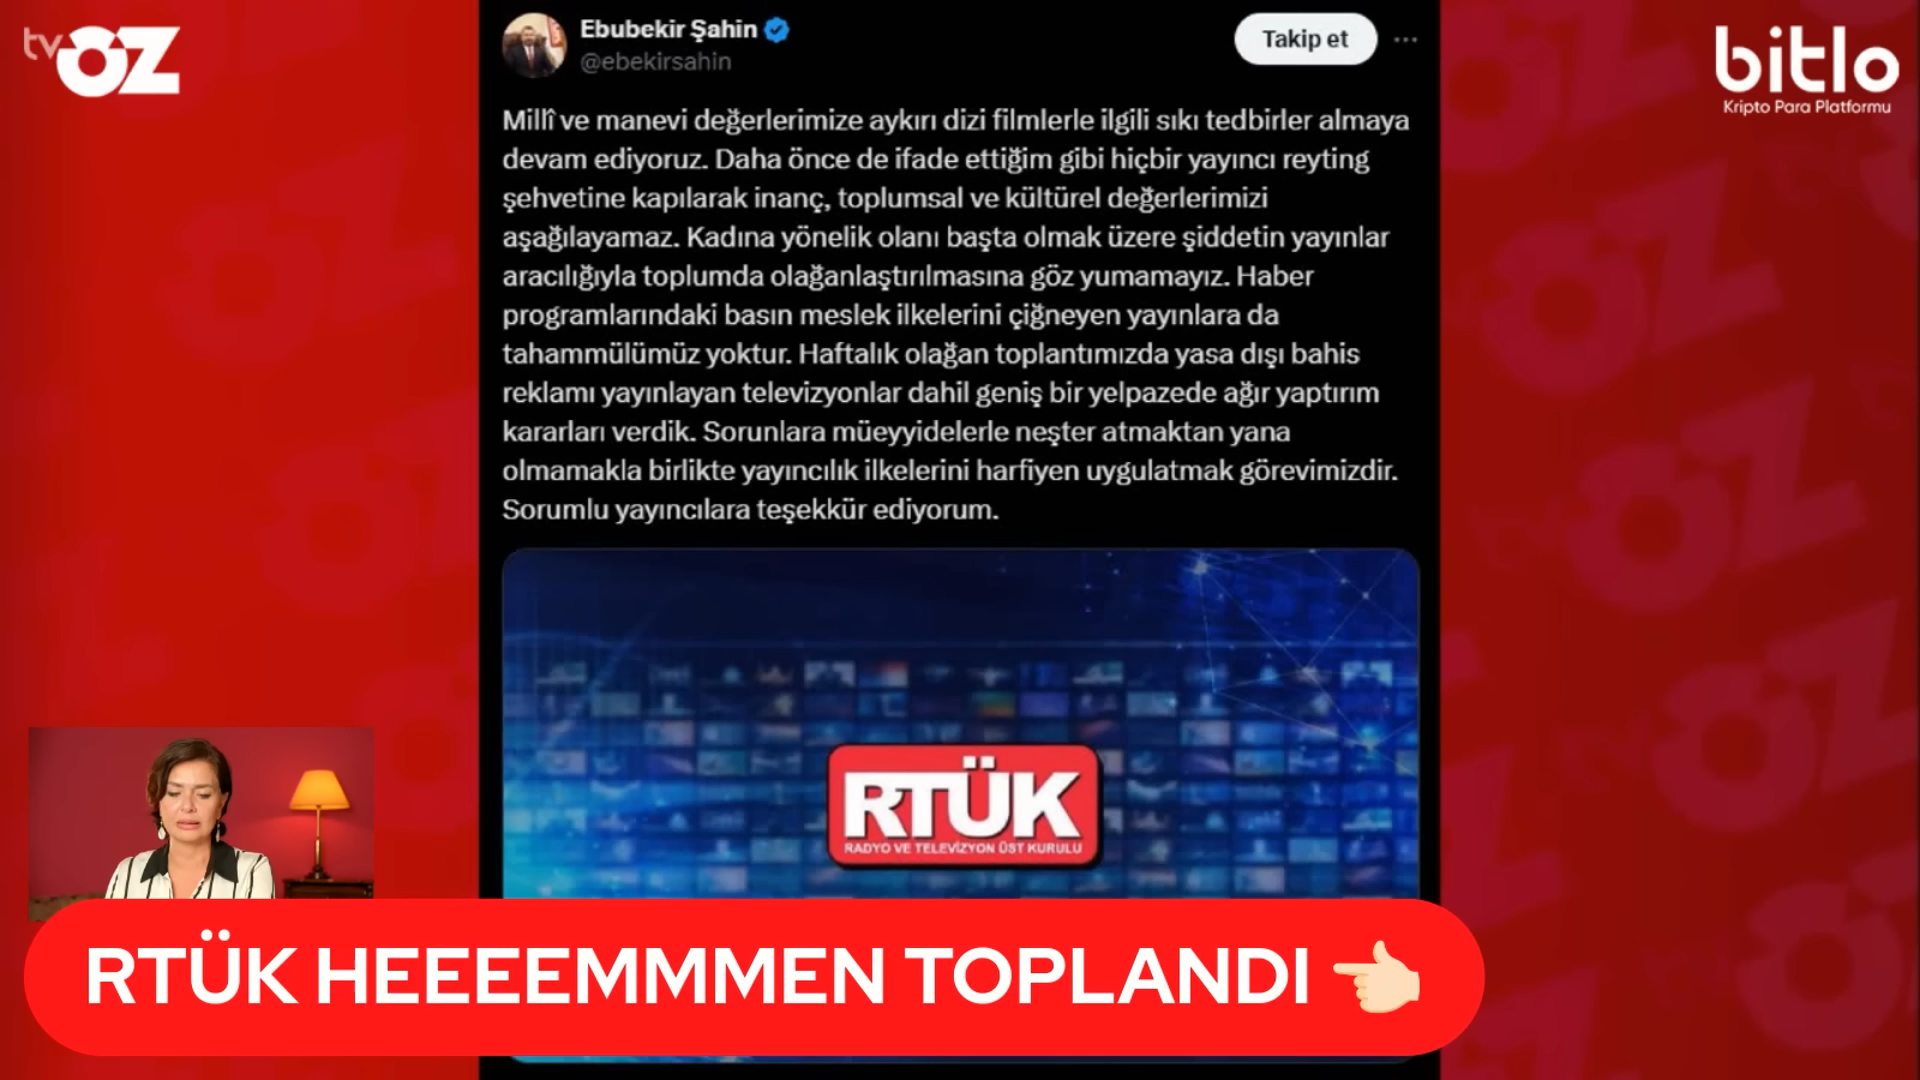 tv ÖZ
Ebubekir Şahin
@ebekirsahin
Takip et
bitlo
Kripto Para Platformu
Millî ve manevi değerlerimize aykırı dizi filmlerle ilgili sıkı tedbirler almaya
devam ediyoruz. Daha önce de ifade ettiğim gibi hiçbir yayıncı reyting
şehvetine kapılarak inanç, toplumsal ve kültürel değerlerimizi
aşağılayamaz. Kadına yönelik olanı başta olmak üzere şiddetin yayınlar
aracılığıyla toplumda olağanlaştırılmasına göz yumamayız. Haber
programlarındaki basın meslek ilkelerini çiğneyen yayınlara da
tahammülümüz yoktur. Haftalık olağan toplantımızda yasa dışı bahis
reklamı yayınlayan televizyonlar dahil geniş bir yelpazede ağır yaptırım
kararları verdik. Sorunlara müeyyidelerle neşter atmaktan yana
olmamakla birlikte yayıncılık ilkelerini harfiyen uygulatmak görevimizdir.
Sorumlu yayıncılara teşekkür ediyorum.
RTÜK
RADYO VE TELEVİZYON ÜST KURULU
RTÜK HEEEEMMMEN TOPLANDI